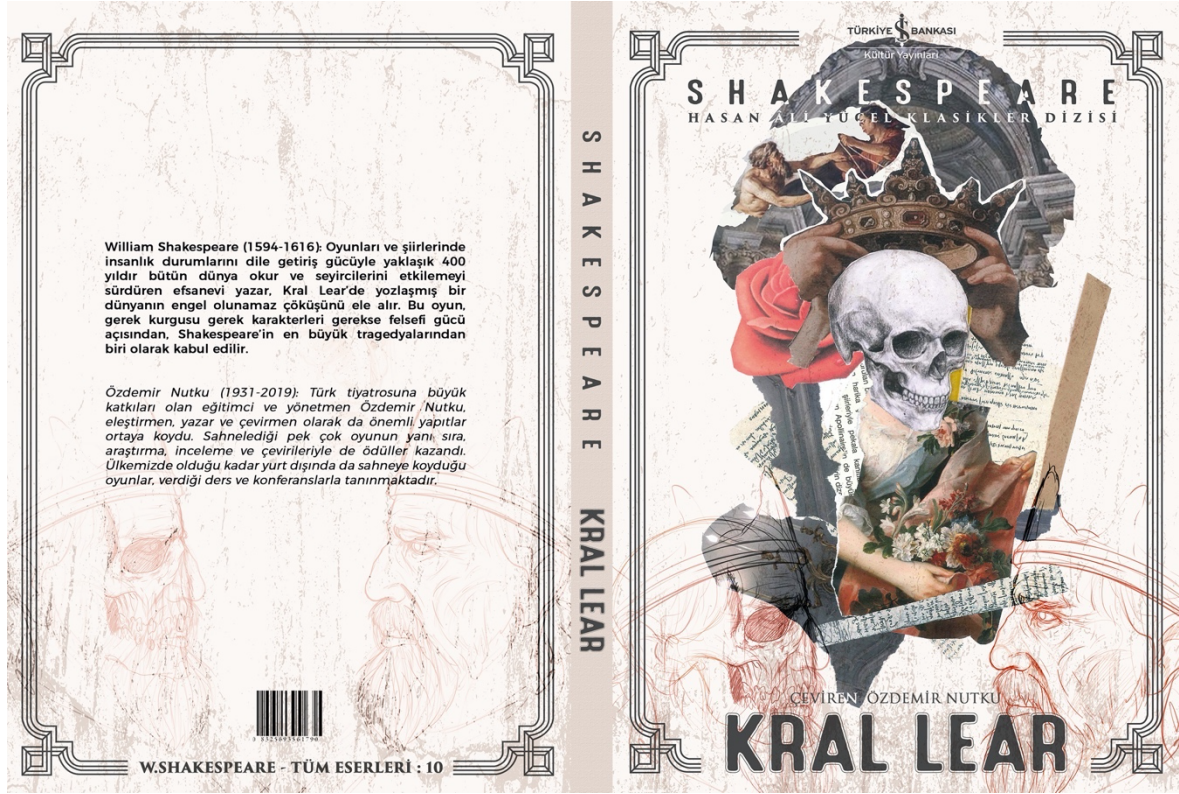 William Shakespeare (1594-1616): Oyunları ve şiirlerinde
insanlık durumlarını dile getiriş gücüyle yaklaşık 400
yıldır bütün dünya okur ve seyircilerini etkilemeyi
sürdüren efsanevi yazar, Kral Lear'de yozlaşmış bir
dünyanın engel olunamaz çöküşünü ele alır. Bu oyun,
gerek kurgusu gerek karakterleri gerekse felsefi gücü
açısından, Shakespeare'in en büyük tragedyalarından
biri olarak kabul edilir.
Özdemir Nutku (1931-2019): Türk tiyatrosuna büyük
katkıları olan eğitimci ve yönetmen Özdemir Nutku,
eleştirmen, yazar ve çevirmen olarak da önemli yapıtlar
ortaya koydu. Sahnelediği pek çok oyunun yanı sıra,
araştırma, inceleme ve çevirileriyle de ödüller kazandı.
Ülkemizde olduğu kadar yurt dışında da sahneye koyduğu
oyunlar, verdiği ders ve konferanslarla tanınmaktadır.
W.SHAKESPEARE - TÜM ESERLERİ : 10
SHAKESPEARE KRAL LEAR
TÜRKİYE İŞ BANKASI
Kültür Yayınları
SHAKESPEARE
HASAN ALİ YÜCEL KLASİKLER DİZİSİ
ÇEVİREN ÖZDEMİR NUTKU
KRAL LEAR